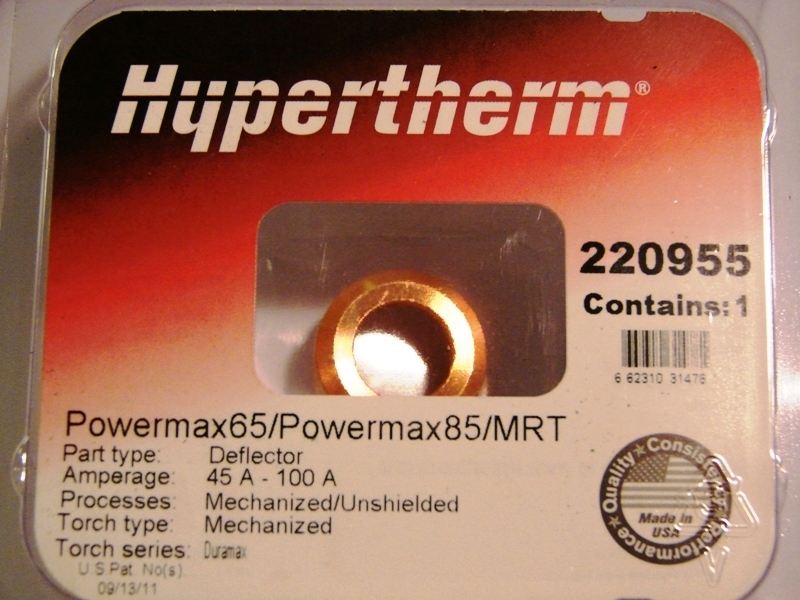 Hypertherm®
220955
Contains: 1
6 62310 31478
Powermax65/Powermax85/MRT
Part type: Deflector
Amperage: 45 A - 100 A
Processes: Mechanized/Unshielded
Torch type: Mechanized
Torch series: Duramax
U S Pat. No(s).
09/13/11
Quality ★ Consistency ★ Performance ★
Made in
USA